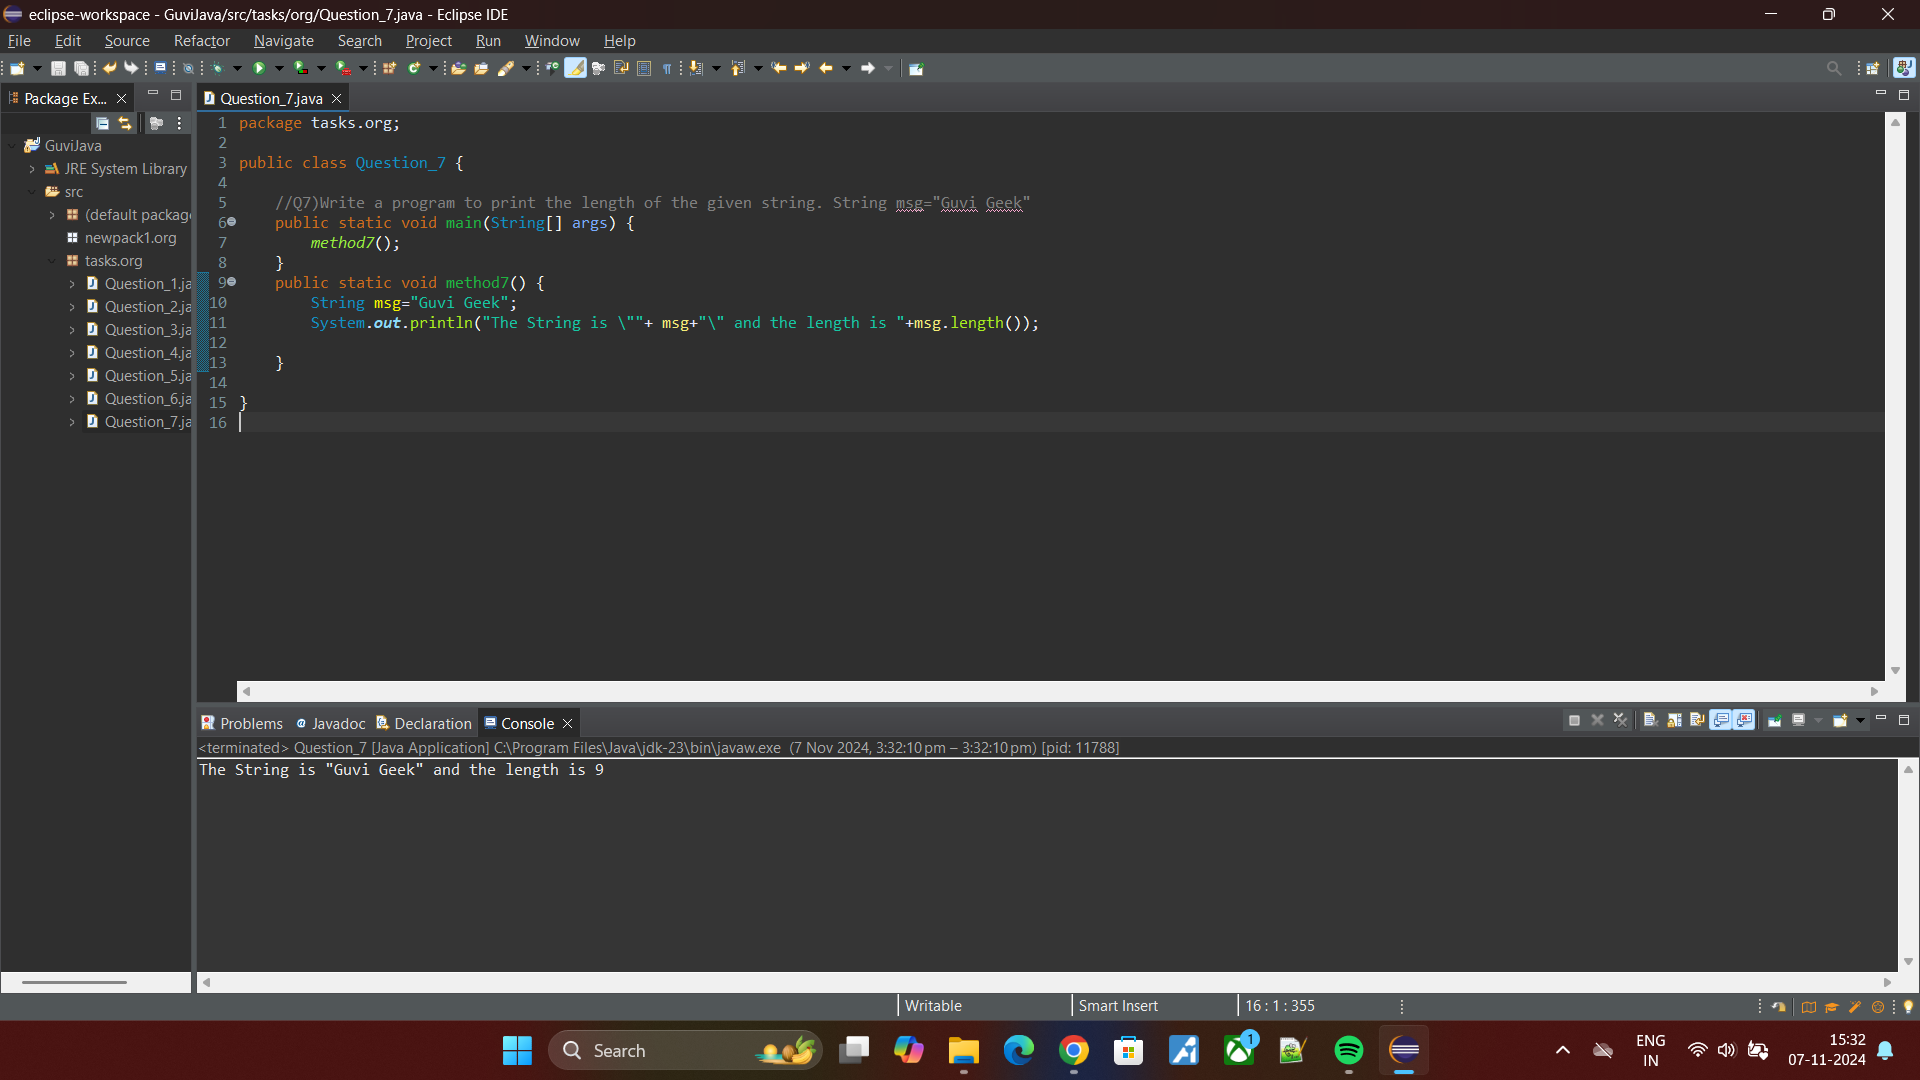 eclipse-workspace - GuviJava/src/tasks/org/Question_7.java - Eclipse IDE
File Edit Source Refactor Navigate Search Project Run Window Help
Package Ex...
GuviJava
JRE System Library
src
(default packag
newpack1.org
tasks.org
Question_1.ja
Question_2.ja
Question_3.ja
Question_4.ja
Question_5.ja
Question_6.ja
Question_7.ja
Question_7.java
1 package tasks.org;
2
3 public class Question_7 {
4
5     //Q7)Write a program to print the length of the given string. String msg="Guvi Geek"
6     public static void main(String[] args) {
7         method7();
8     }
9     public static void method7() {
10         String msg="Guvi Geek";
11         System.out.println("The String is \""+ msg+"\" and the length is "+msg.length());
12
13     }
14
15 }
16
Problems Javadoc Declaration Console
<terminated> Question_7 [Java Application] C:\Program Files\Java\jdk-23\bin\javaw.exe (7 Nov 2024, 3:32:10 pm – 3:32:10 pm) [pid: 11788]
The String is "Guvi Geek" and the length is 9
Writable Smart Insert 16 : 1 : 355
Search
1
ENG
IN
15:32
07-11-2024